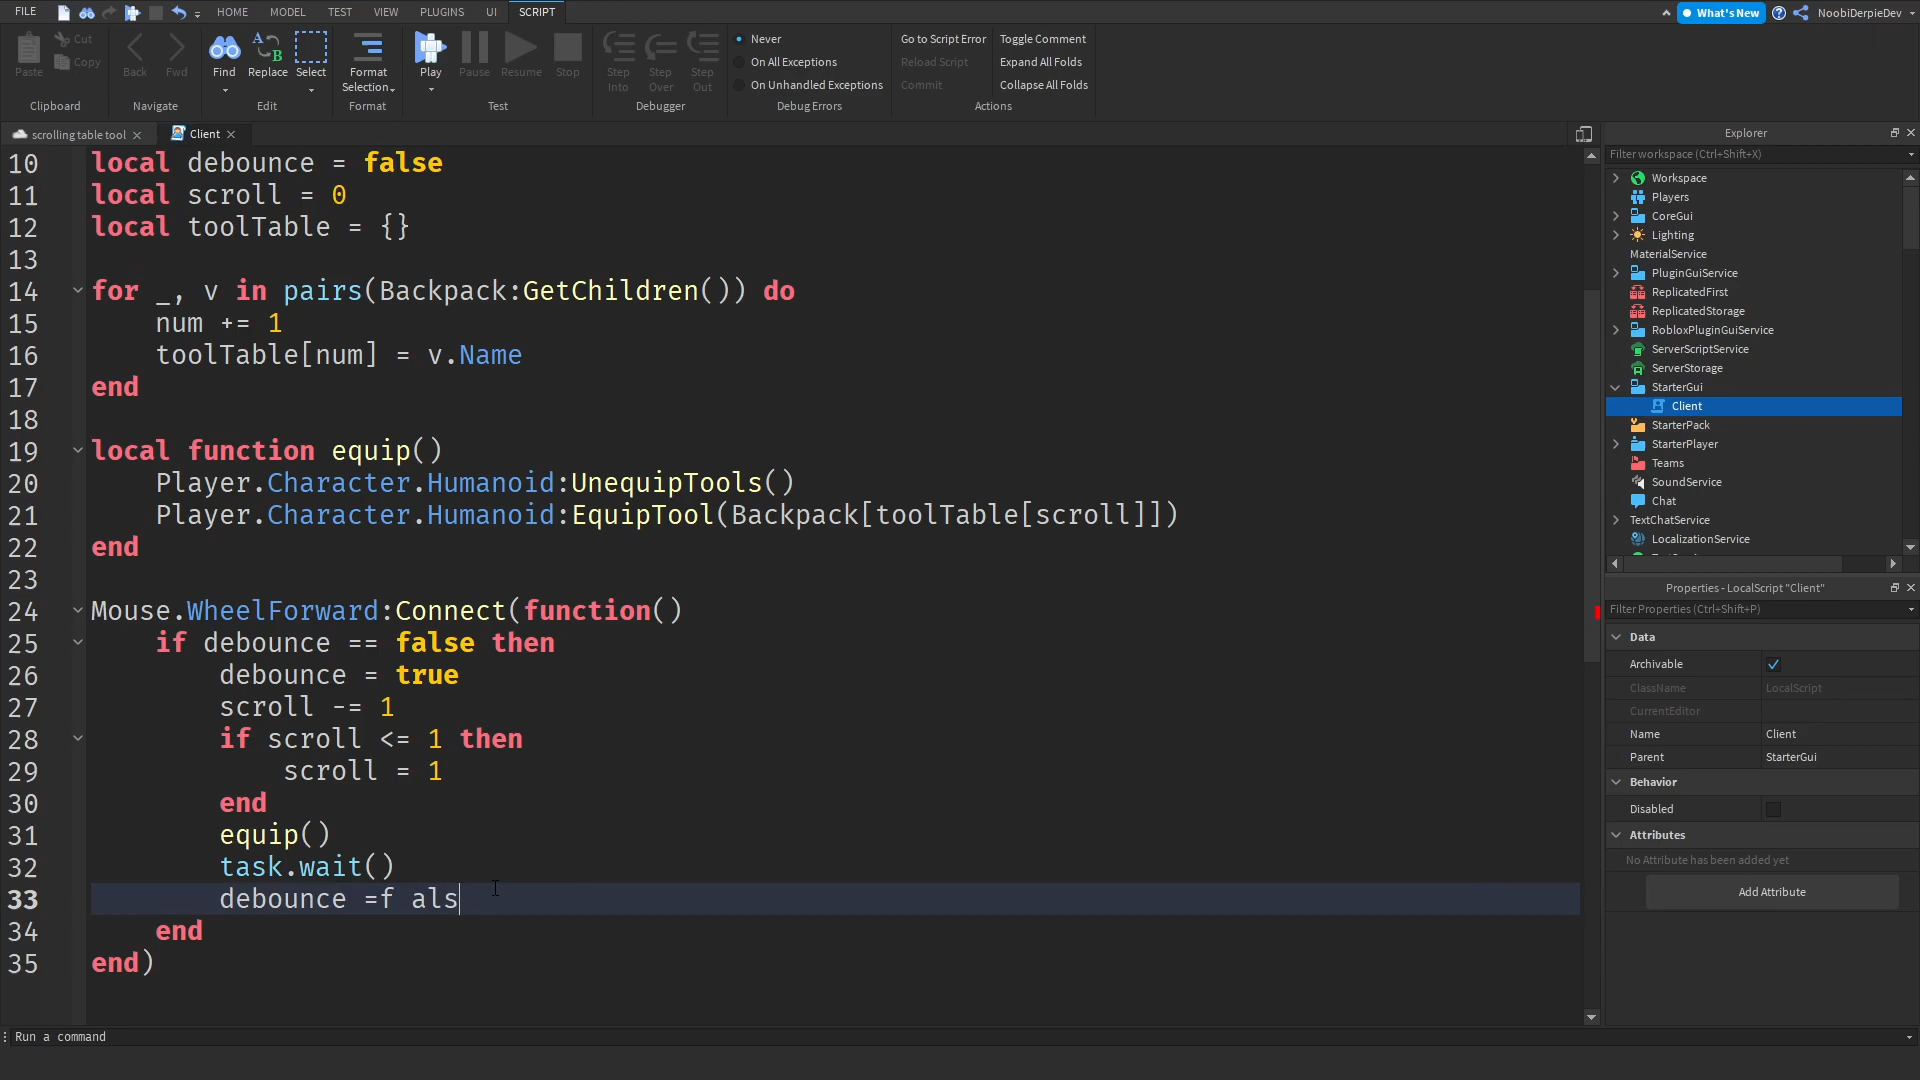 FILE HOME MODEL TEST VIEW PLUGINS UI SCRIPT What's New NoobiDerpieDev
Paste Cut Copy Back Fwd Find Replace Select Format Selection Play Pause Resume Stop Step Into Step Over Step Out
Never
On All Exceptions
On Unhandled Exceptions
Go to Script Error
Reload Script
Commit
Toggle Comment
Expand All Folds
Collapse All Folds
Clipboard Navigate Edit Format Test Debugger Debug Errors Actions
scrolling table tool Client
10 local debounce = false
11 local scroll = 0
12 local toolTable = {}
13
14 for _, v in pairs(Backpack:GetChildren()) do
15 num += 1
16 toolTable[num] = v.Name
17 end
18
19 local function equip()
20 Player.Character.Humanoid:UnequipTools()
21 Player.Character.Humanoid:EquipTool(Backpack[toolTable[scroll]])
22 end
23
24 Mouse.WheelForward:Connect(function()
25 if debounce == false then
26 debounce = true
27 scroll -= 1
28 if scroll <= 1 then
29 scroll = 1
30 end
31 equip()
32 task.wait()
33 debounce =f als
34 end
35 end)
Explorer
Filter workspace (Ctrl+Shift+X)
Workspace
Players
CoreGui
Lighting
MaterialService
PluginGuiService
ReplicatedFirst
ReplicatedStorage
RobloxPluginGuiService
ServerScriptService
ServerStorage
StarterGui
Client
StarterPack
StarterPlayer
Teams
SoundService
Chat
TextChatService
LocalizationService
Properties - LocalScript "Client"
Filter Properties (Ctrl+Shift+P)
Data
Archivable
ClassName LocalScript
CurrentEditor
Name Client
Parent StarterGui
Behavior
Disabled
Attributes
No Attribute has been added yet
Add Attribute
Run a command